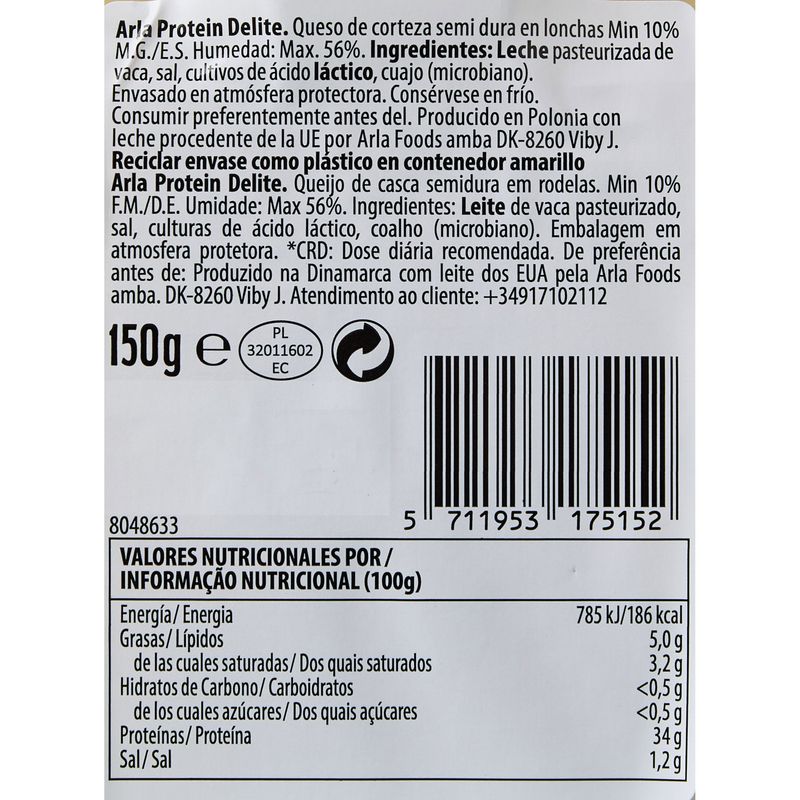 Arla Protein Delite. Queso de corteza semi dura en lonchas Min 10%
M.G./E.S. Humedad: Max. 56%. Ingredientes: Leche pasteurizada de
vaca, sal, cultivos de ácido láctico, cuajo (microbiano).
Envasado en atmósfera protectora. Consérvese en frío.
Consumir preferentemente antes del. Producido en Polonia con
leche procedente de la UE por Arla Foods amba DK-8260 Viby J.
Reciclar envase como plástico en contenedor amarillo
Arla Protein Delite. Queijo de casca semidura em rodelas. Min 10%
F.M./D.E. Umidade: Max 56%. Ingredientes: Leite de vaca pasteurizado,
sal, culturas de ácido láctico, coalho (microbiano). Embalagem em
atmosfera protetora. *CRD: Dose diária recomendada. De preferência
antes de: Produzido na Dinamarca com leite dos EUA pela Arla Foods
amba. DK-8260 Viby J. Atendimento ao cliente: +34917102112
150g e
PL
32011602
EC
8048633
5 711953 175152
VALORES NUTRICIONALES POR /
INFORMAÇÃO NUTRICIONAL (100g)
Energía/ Energia 785 kJ/186 kcal
Grasas/ Lípidos 5,0 g
de las cuales saturadas/ Dos quais saturados 3,2 g
Hidratos de Carbono/ Carboidratos <0,5 g
de los cuales azúcares/ Dos quais açúcares <0,5 g
Proteínas/ Proteína 34 g
Sal/ Sal 1,2 g